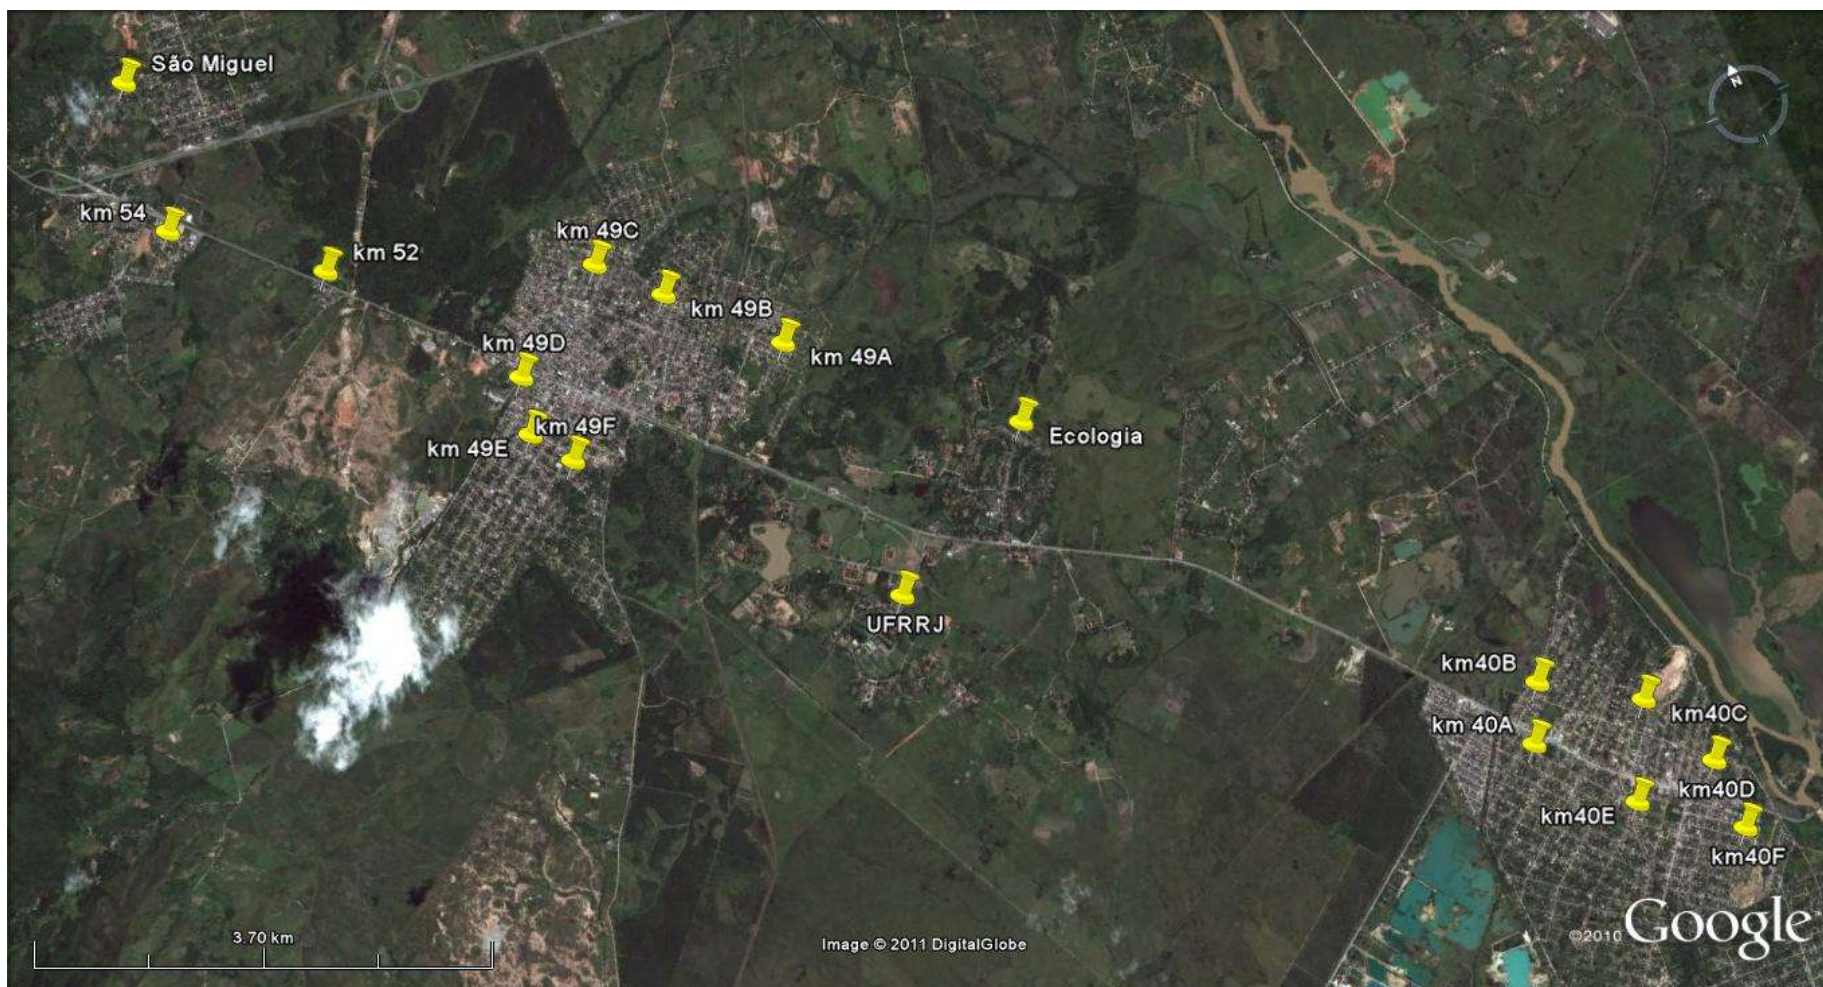 São Miguel
N
km 54
km 52
km 49C
km 49B
km 49D
km 49A
km 49F
km 49E
Ecologia
UFRRJ
km40B
km40C
km 40A
km40D
km40E
km40F
3.70 km
Image © 2011 DigitalGlobe
©2010 Google